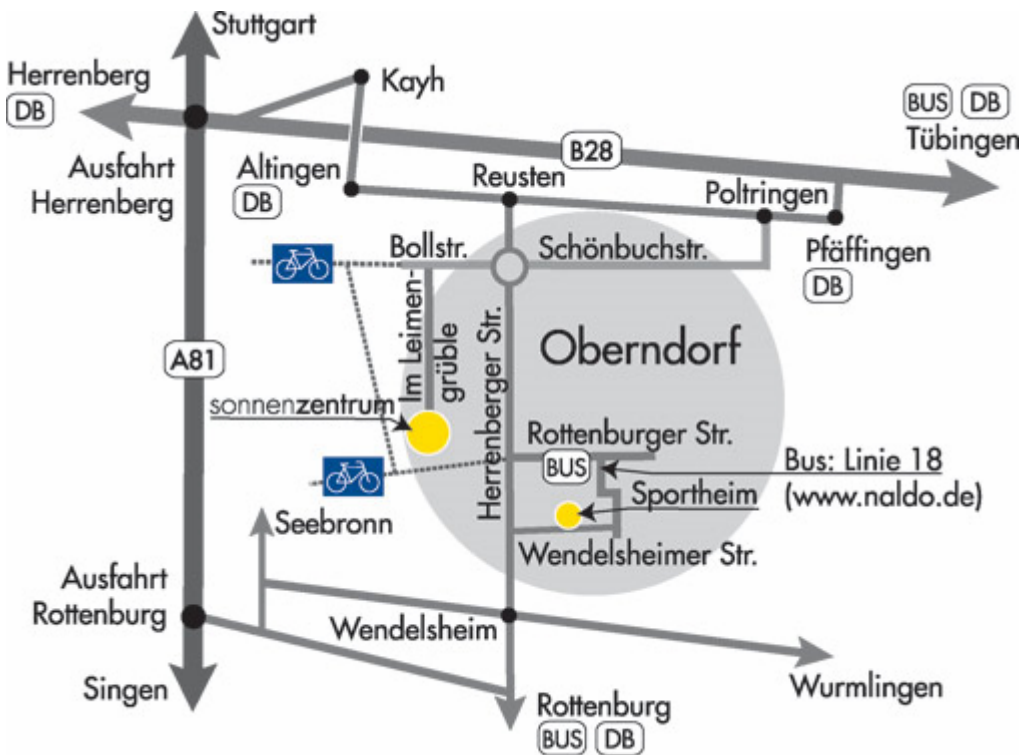 Stuttgart
Herrenberg
DB
Kayh
BUS DB
Tübingen
B28
Ausfahrt
Herrenberg
Altingen
DB
Reusten
Poltringen
Pfäffingen
DB
Bollstr.
Schönbuchstr.
Im Leimen-
grüble
Herrenberger Str.
Oberndorf
A81
sonnenzentrum
Rottenburger Str.
BUS
Bus: Linie 18
(www.naldo.de)
Sportheim
Wendelsheimer Str.
Seebronn
Ausfahrt
Rottenburg
Wendelsheim
Singen
Wurmlingen
Rottenburg
BUS DB